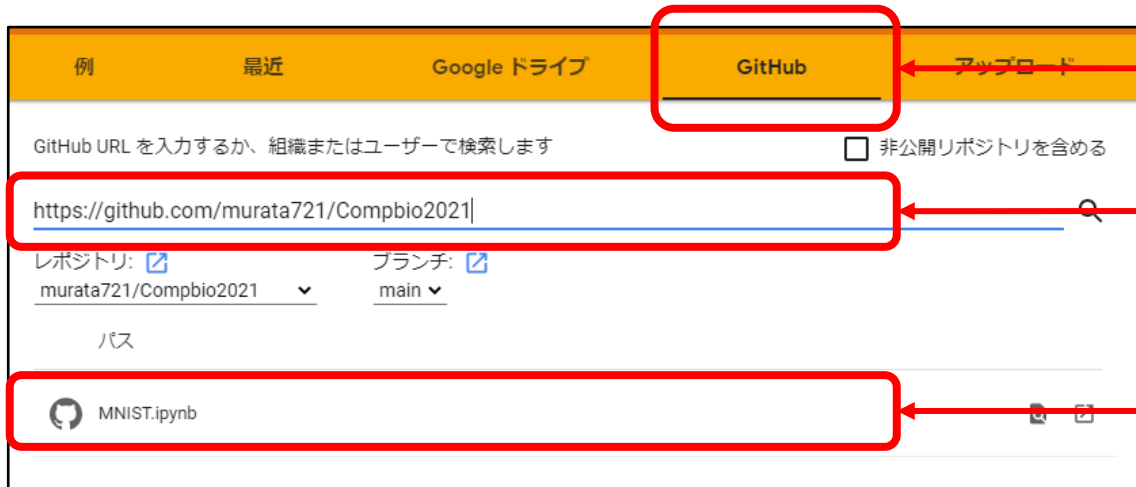 例 最近 Google ドライブ GitHub アップロード
GitHub URL を入力するか、組織またはユーザーで検索します 非公開リポジトリを含める
https://github.com/murata721/Compbio2021
レポジトリ: ブランチ:
murata721/Compbio2021 main
パス
MNIST.ipynb